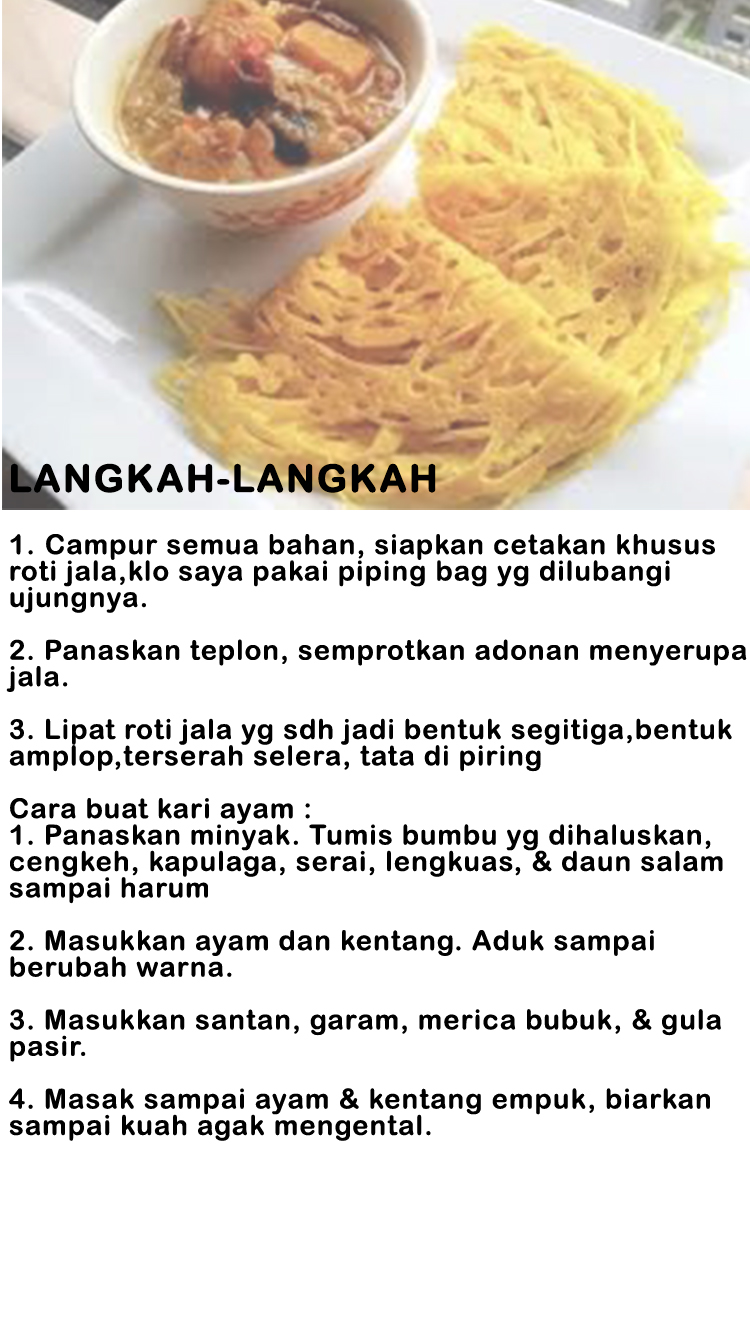 LANGKAH-LANGKAH
1. Campur semua bahan, siapkan cetakan khusus
roti jala,klo saya pakai piping bag yg dilubangi
ujungnya.
2. Panaskan teplon, semprotkan adonan menyerupa
jala.
3. Lipat roti jala yg sdh jadi bentuk segitiga,bentuk
amplop,terserah selera, tata di piring
Cara buat kari ayam :
1. Panaskan minyak. Tumis bumbu yg dihaluskan,
cengkeh, kapulaga, serai, lengkuas, & daun salam
sampai harum
2. Masukkan ayam dan kentang. Aduk sampai
berubah warna.
3. Masukkan santan, garam, merica bubuk, & gula
pasir.
4. Masak sampai ayam & kentang empuk, biarkan
sampai kuah agak mengental.